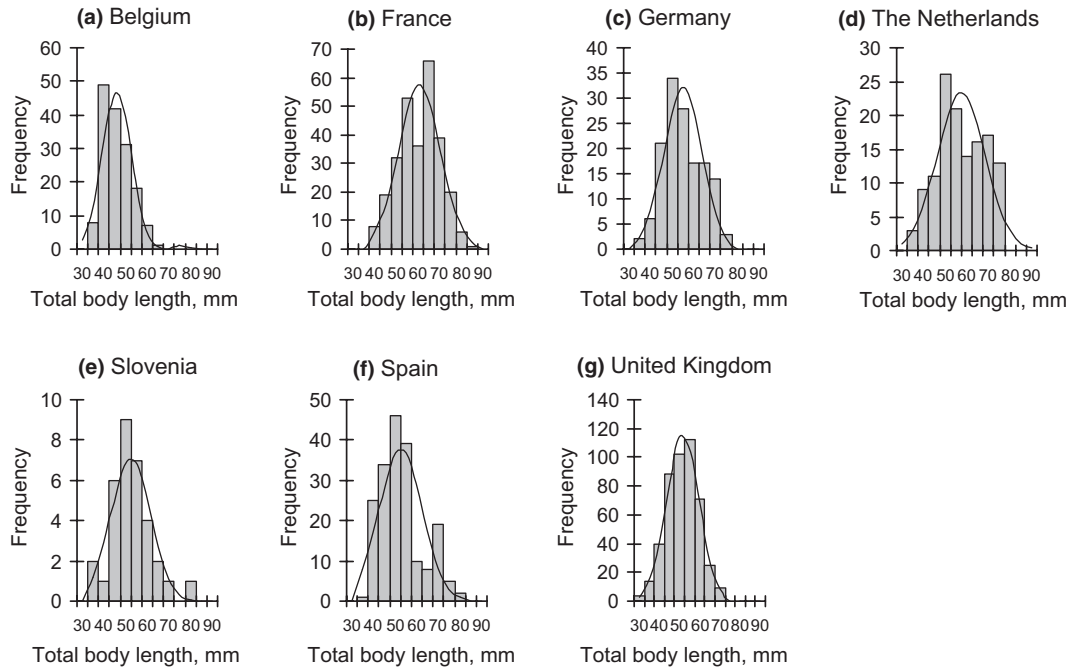 (a) Belgium
60
50
40
30
20
10
0
Frequency
30 40 50 60 70 80 90
Total body length, mm
(b) France
70
60
50
40
30
20
10
0
Frequency
30 40 50 60 70 80 90
Total body length, mm
(c) Germany
40
35
30
25
20
15
10
5
0
Frequency
30 40 50 60 70 80 90
Total body length, mm
(d) The Netherlands
30
25
20
15
10
5
0
Frequency
30 40 50 60 70 80 90
Total body length, mm
(e) Slovenia
10
8
6
4
2
0
Frequency
30 40 50 60 70 80 90
Total body length, mm
(f) Spain
50
40
30
20
10
0
Frequency
30 40 50 60 70 80 90
Total body length, mm
(g) United Kingdom
140
120
100
80
60
40
20
0
Frequency
30 40 50 60 70 80 90
Total body length, mm